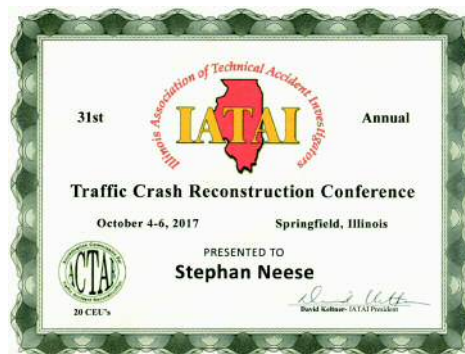 Illinois Association of Technical Accident Investigators
31st
IATAI
Annual
Traffic Crash Reconstruction Conference
October 4-6, 2017 Springfield, Illinois
PRESENTED TO
Stephan Neese
ACTAR
20 CEU's
David Keltner- IATAI President